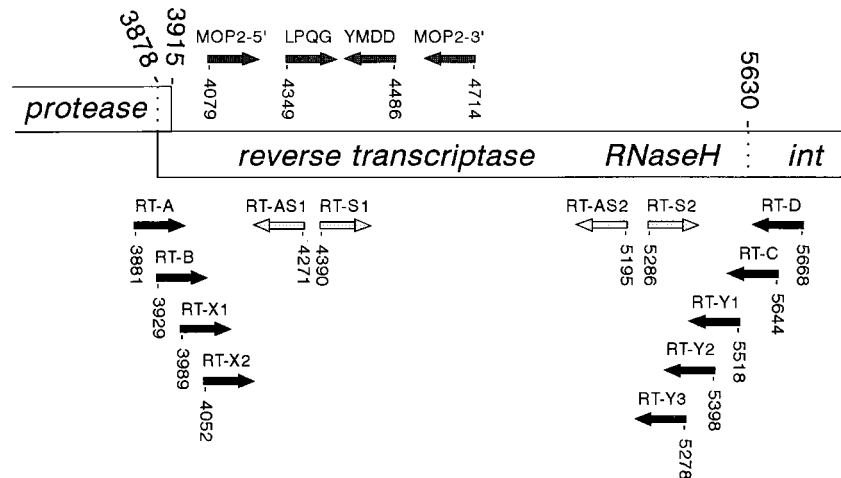 3878
3915
MOP2-5' LPQG YMDD MOP2-3'
4079 4349 4486 4714
5630
protease
reverse transcriptase RNaseH int
RT-A RT-AS1 RT-S1 RT-AS2 RT-S2 RT-D
3881 4271 4390 5195 5286 5668
RT-B RT-C
3929 5644
RT-X1 RT-Y1
3989 5518
RT-X2 RT-Y2
4052 5398
RT-Y3
5278